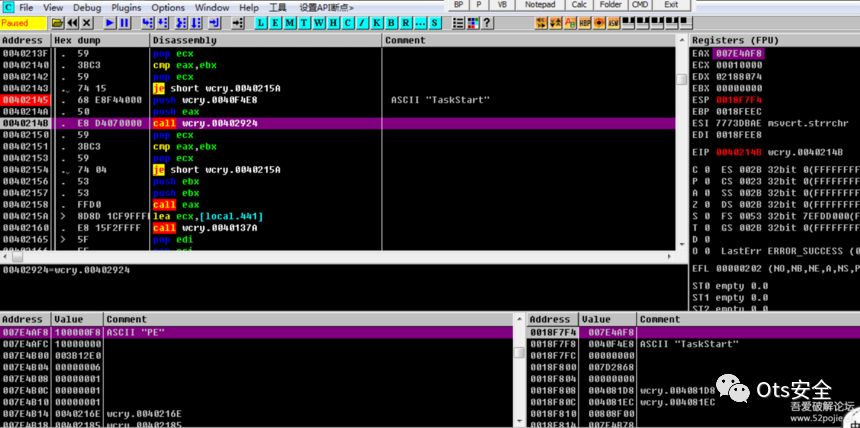 C File View Debug Plugins Options Window Help 工具 设置API断点> BP P VB Notepad Calc Folder CMD Exit
Paused L E M T W H C / K B R ... S
Address Hex dump Disassembly Comment
0040213F . 59 pop ecx
00402140 . 3BC3 cmp eax,ebx
00402142 . 59 pop ecx
00402143 . 74 15 je short wcry.0040215A
00402145 . 68 E8F44000 push wcry.0040F4E8 ASCII "TaskStart"
0040214A . 50 push eax
0040214B . E8 D4070000 call wcry.00402924
00402150 . 59 pop ecx
00402151 . 3BC3 cmp eax,ebx
00402153 . 59 pop ecx
00402154 . 74 04 je short wcry.0040215A
00402156 . 53 push ebx
00402157 . 53 push ebx
00402158 . FFD0 call eax
0040215A > 8D8D 1CF9FFFF lea ecx,[local.441]
00402160 . E8 15F2FFFF call wcry.0040137A
00402165 > 5F pop edi
00402924=wcry.00402924
Registers (FPU)
EAX 007E4AF8
ECX 00010000
EDX 02188074
EBX 00000000
ESP 0018F7F4
EBP 0018FEEC
ESI 7773DBAE msvcrt.strrchr
EDI 0018FEE8
EIP 0040214B wcry.0040214B
C 0 ES 002B 32bit 0(FFFFFFFF
P 0 CS 0023 32bit 0(FFFFFFFF
A 0 SS 002B 32bit 0(FFFFFFFF
Z 0 DS 002B 32bit 0(FFFFFFFF
S 0 FS 0053 32bit 7EFDD000(F
T 0 GS 002B 32bit 0(FFFFFFFF
D 0
O 0 LastErr ERROR_SUCCESS (0
EFL 00000202 (NO,NB,NE,A,NS,P
ST0 empty 0.0
ST1 empty 0.0
ST2 empty 0.0
Address Value Comment
007E4AF8 100000F8 ASCII "PE"
007E4AFC 10000000
007E4B00 003B12E0
007E4B04 00000006
007E4B08 00000001
007E4B0C 00000001
007E4B10 00000001
007E4B14 0040216E wcry.0040216E
007E4B18 00402185 wcry.00402185
Address Value Comment
0018F7F4 007E4AF8
0018F7F8 0040F4E8 ASCII "TaskStart"
0018F7FC 00000000
0018F800 007D2868
0018F804 00000000
0018F808 004081D8 wcry.004081D8
0018F80C 004081EC wcry.004081EC
0018F810 00008F00
0018F814 007E4B78
Ots安全
吾爱破解论坛
www.52pojie